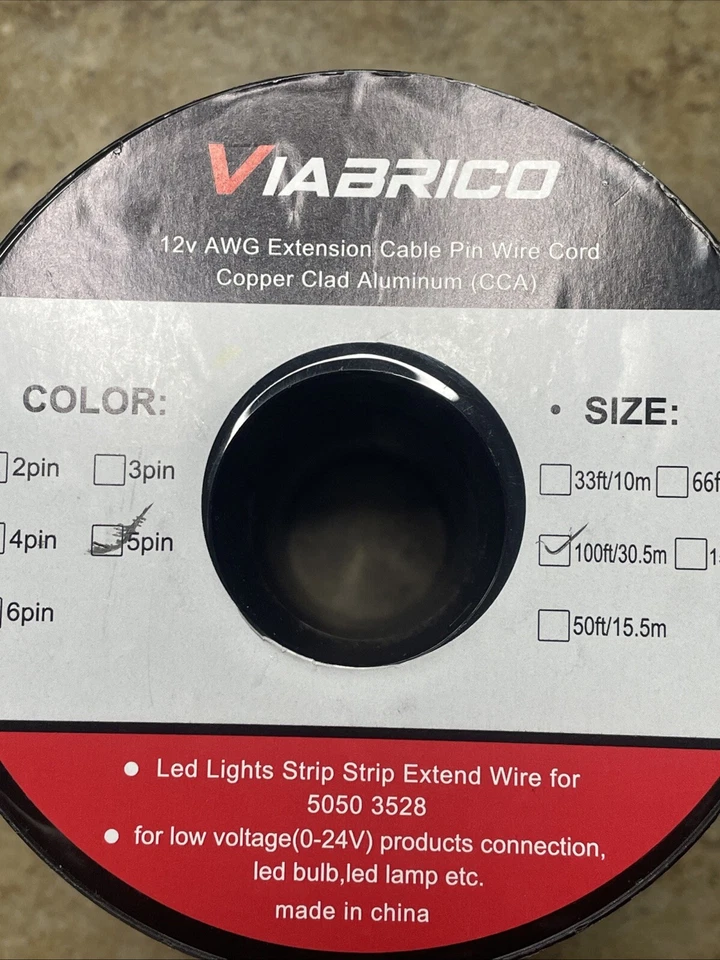 VIABRICO
12v AWG Extension Cable Pin Wire Cord
Copper Clad Aluminum (CCA)
COLOR:
2pin 3pin
4pin 5pin
6pin
• SIZE:
33ft/10m
100ft/30.5m
50ft/15.5m
● Led Lights Strip Strip Extend Wire for
5050 3528
● for low voltage(0-24V) products connection,
led bulb,led lamp etc.
made in china